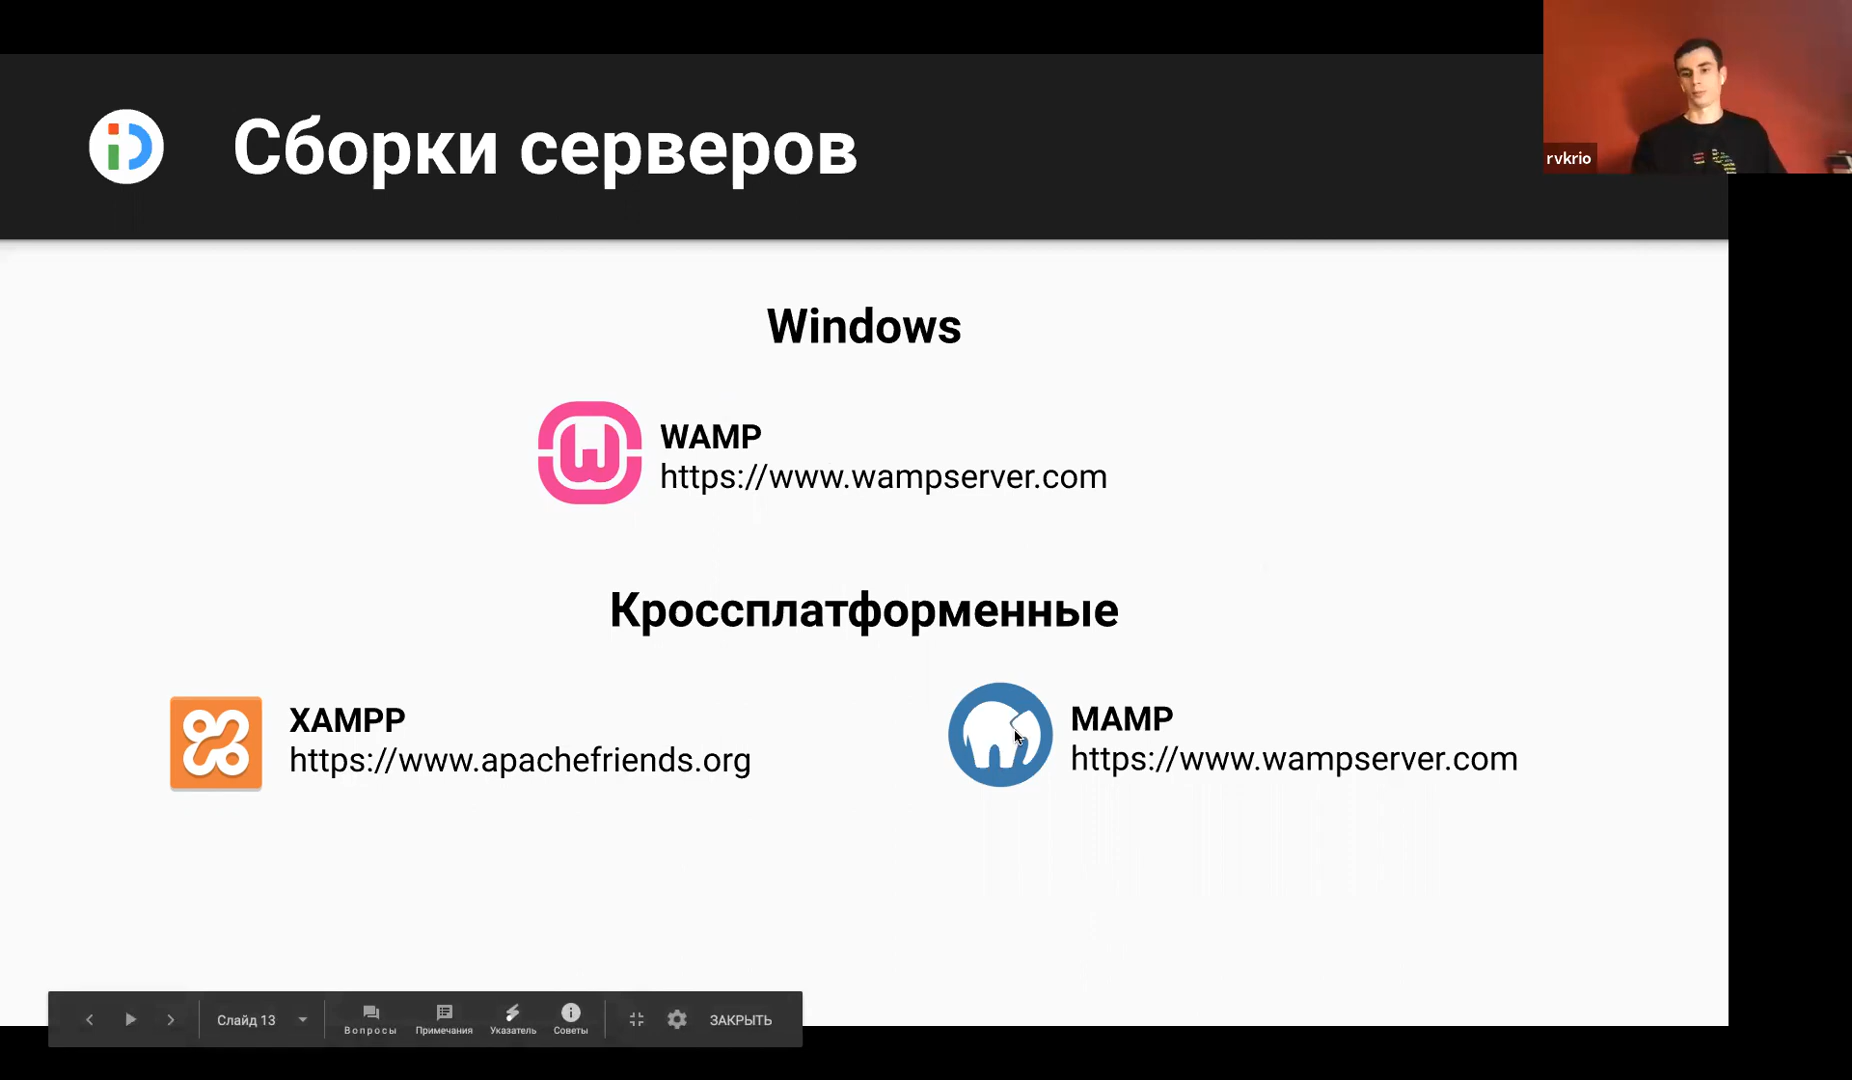 Сборки серверов
rvkrio
Windows
WAMP
https://www.wampserver.com
Кроссплатформенные
XAMPP
https://www.apachefriends.org
MAMP
https://www.wampserver.com
Слайд 13
Вопросы
Примечания
Указатель
Советы
ЗАКРЫТЬ